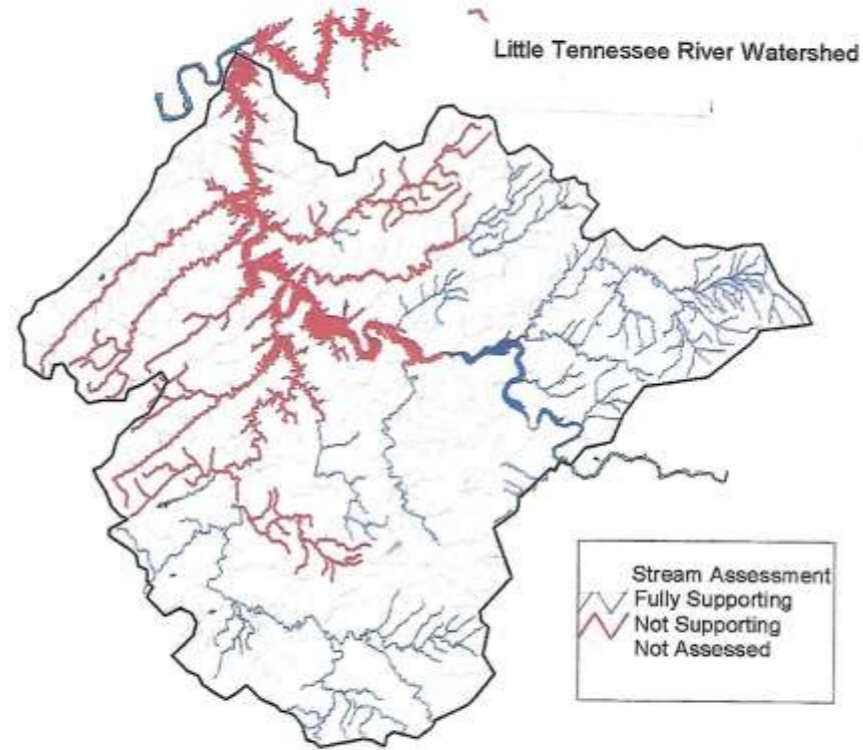 Little Tennessee River Watershed
Stream Assessment
Fully Supporting
Not Supporting
Not Assessed